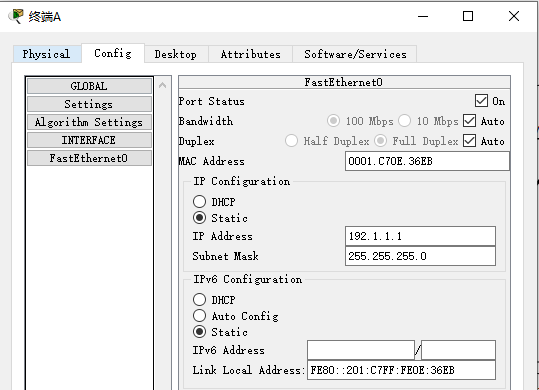 终端A
Physical Config Desktop Attributes Software/Services
GLOBAL
Settings
Algorithm Settings
INTERFACE
FastEthernet0
FastEthernet0
Port Status On
Bandwidth 100 Mbps 10 Mbps Auto
Duplex Half Duplex Full Duplex Auto
MAC Address 0001.C70E.36EB
IP Configuration
DHCP
Static
IP Address 192.1.1.1
Subnet Mask 255.255.255.0
IPv6 Configuration
DHCP
Auto Config
Static
IPv6 Address /
Link Local Address: FE80::201:C7FF:FE0E:36EB